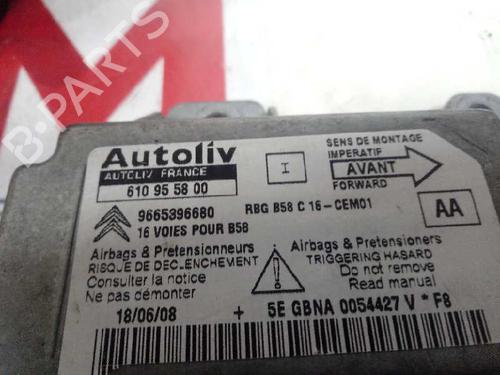 B-PARTS
Autoliv
AUTOLIV FRANCE
610 95 58 00
I
SENS DE MONTAGE
IMPERATIF
AVANT
FORWARD
9665396680
RBG B58 C 16-CEM01
AA
16 VOIES POUR B58
Airbags & Pretensionneurs
RISQUE DE DECLENCHEMENT
Consulter la notice
Ne pas démonter
!
Airbags & Pretensioners
TRIGGERING HASARD
Do not remove
Read manual
18/06/08 + 5E GBNA 0054427 V * F8